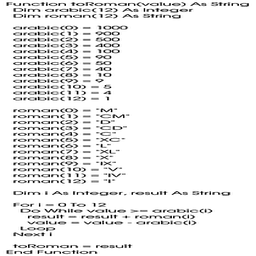 Function toRoman(value) As String
Dim arabic(12) As Integer
Dim roman(12) As String
arabic(0) = 1000
arabic(1) = 900
arabic(2) = 500
arabic(3) = 400
arabic(4) = 100
arabic(5) = 90
arabic(6) = 50
arabic(7) = 40
arabic(8) = 10
arabic(9) = 9
arabic(10) = 5
arabic(11) = 4
arabic(12) = 1
roman(0) = "M"
roman(1) = "CM"
roman(2) = "D"
roman(3) = "CD"
roman(4) = "C"
roman(5) = "XC"
roman(6) = "L"
roman(7) = "XL"
roman(8) = "X"
roman(9) = "IX"
roman(10) = "V"
roman(11) = "IV"
roman(12) = "I"
Dim i As Integer, result As String
For i = 0 To 12
Do While value >= arabic(i)
result = result + roman(i)
value = value - arabic(i)
Loop
Next i
toRoman = result
End Function